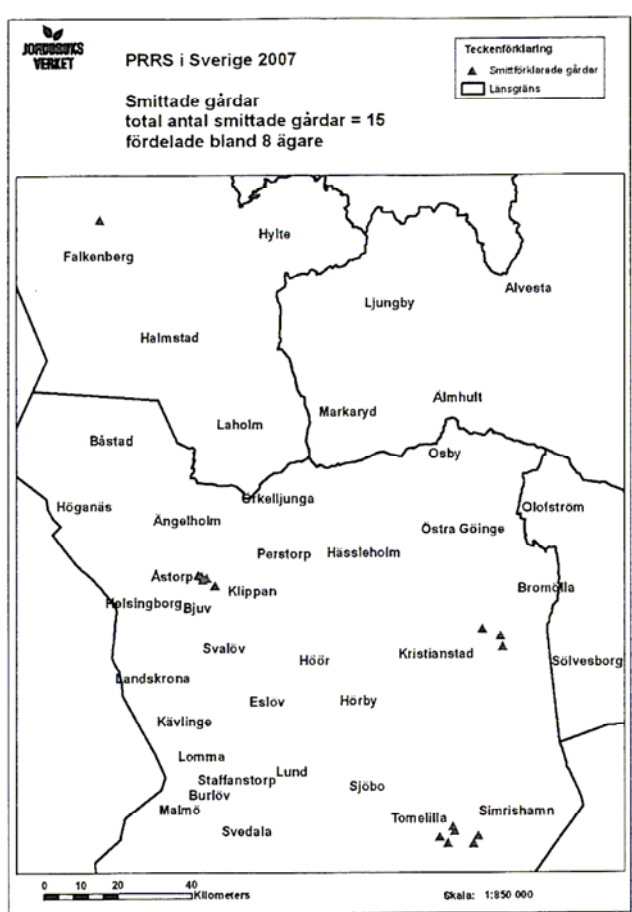 JORDBRUKS
VERKET
PRRS i Sverige 2007
Smittade gårdar
total antal smittade gårdar = 15
fördelade bland 8 ägare
Teckenförklaring
Smittförklarade gårdar
Länsgräns
Hylte
Falkenberg
Alvesta
Ljungby
Halmstad
Älmhult
Markaryd
Laholm
Båstad
Osby
Örkelljunga
Höganäs
Olofström
Ängelholm
Östra Göinge
Perstorp
Hässleholm
Åstorp
Klippan
Bromölla
Helsingborg
Bjuv
Svalöv
Höör
Kristianstad
Sölvesborg
Landskrona
Eslov
Hörby
Kävlinge
Lomma
Staffanstorp
Lund
Sjöbo
Burlöv
Malmö
Tomelilla
Simrishamn
Svedala
0 10 20 40
Kilometers
Skala: 1:850 000